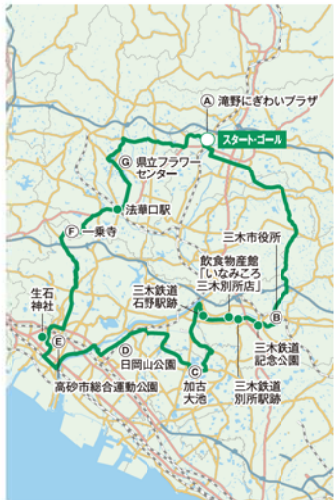 A 滝野にぎわいプラザ
スタート・ゴール
G 県立フラワー
センター
法華口駅
三木市役所
F 一乗寺
飲食物産館
「いなみころ
三木別所店」
三木鉄道
石野駅跡
生石
神社
B
三木鉄道
記念公園
E
D
日岡山公園
C
三木鉄道
別所駅跡
加古
大池
高砂市総合運動公園